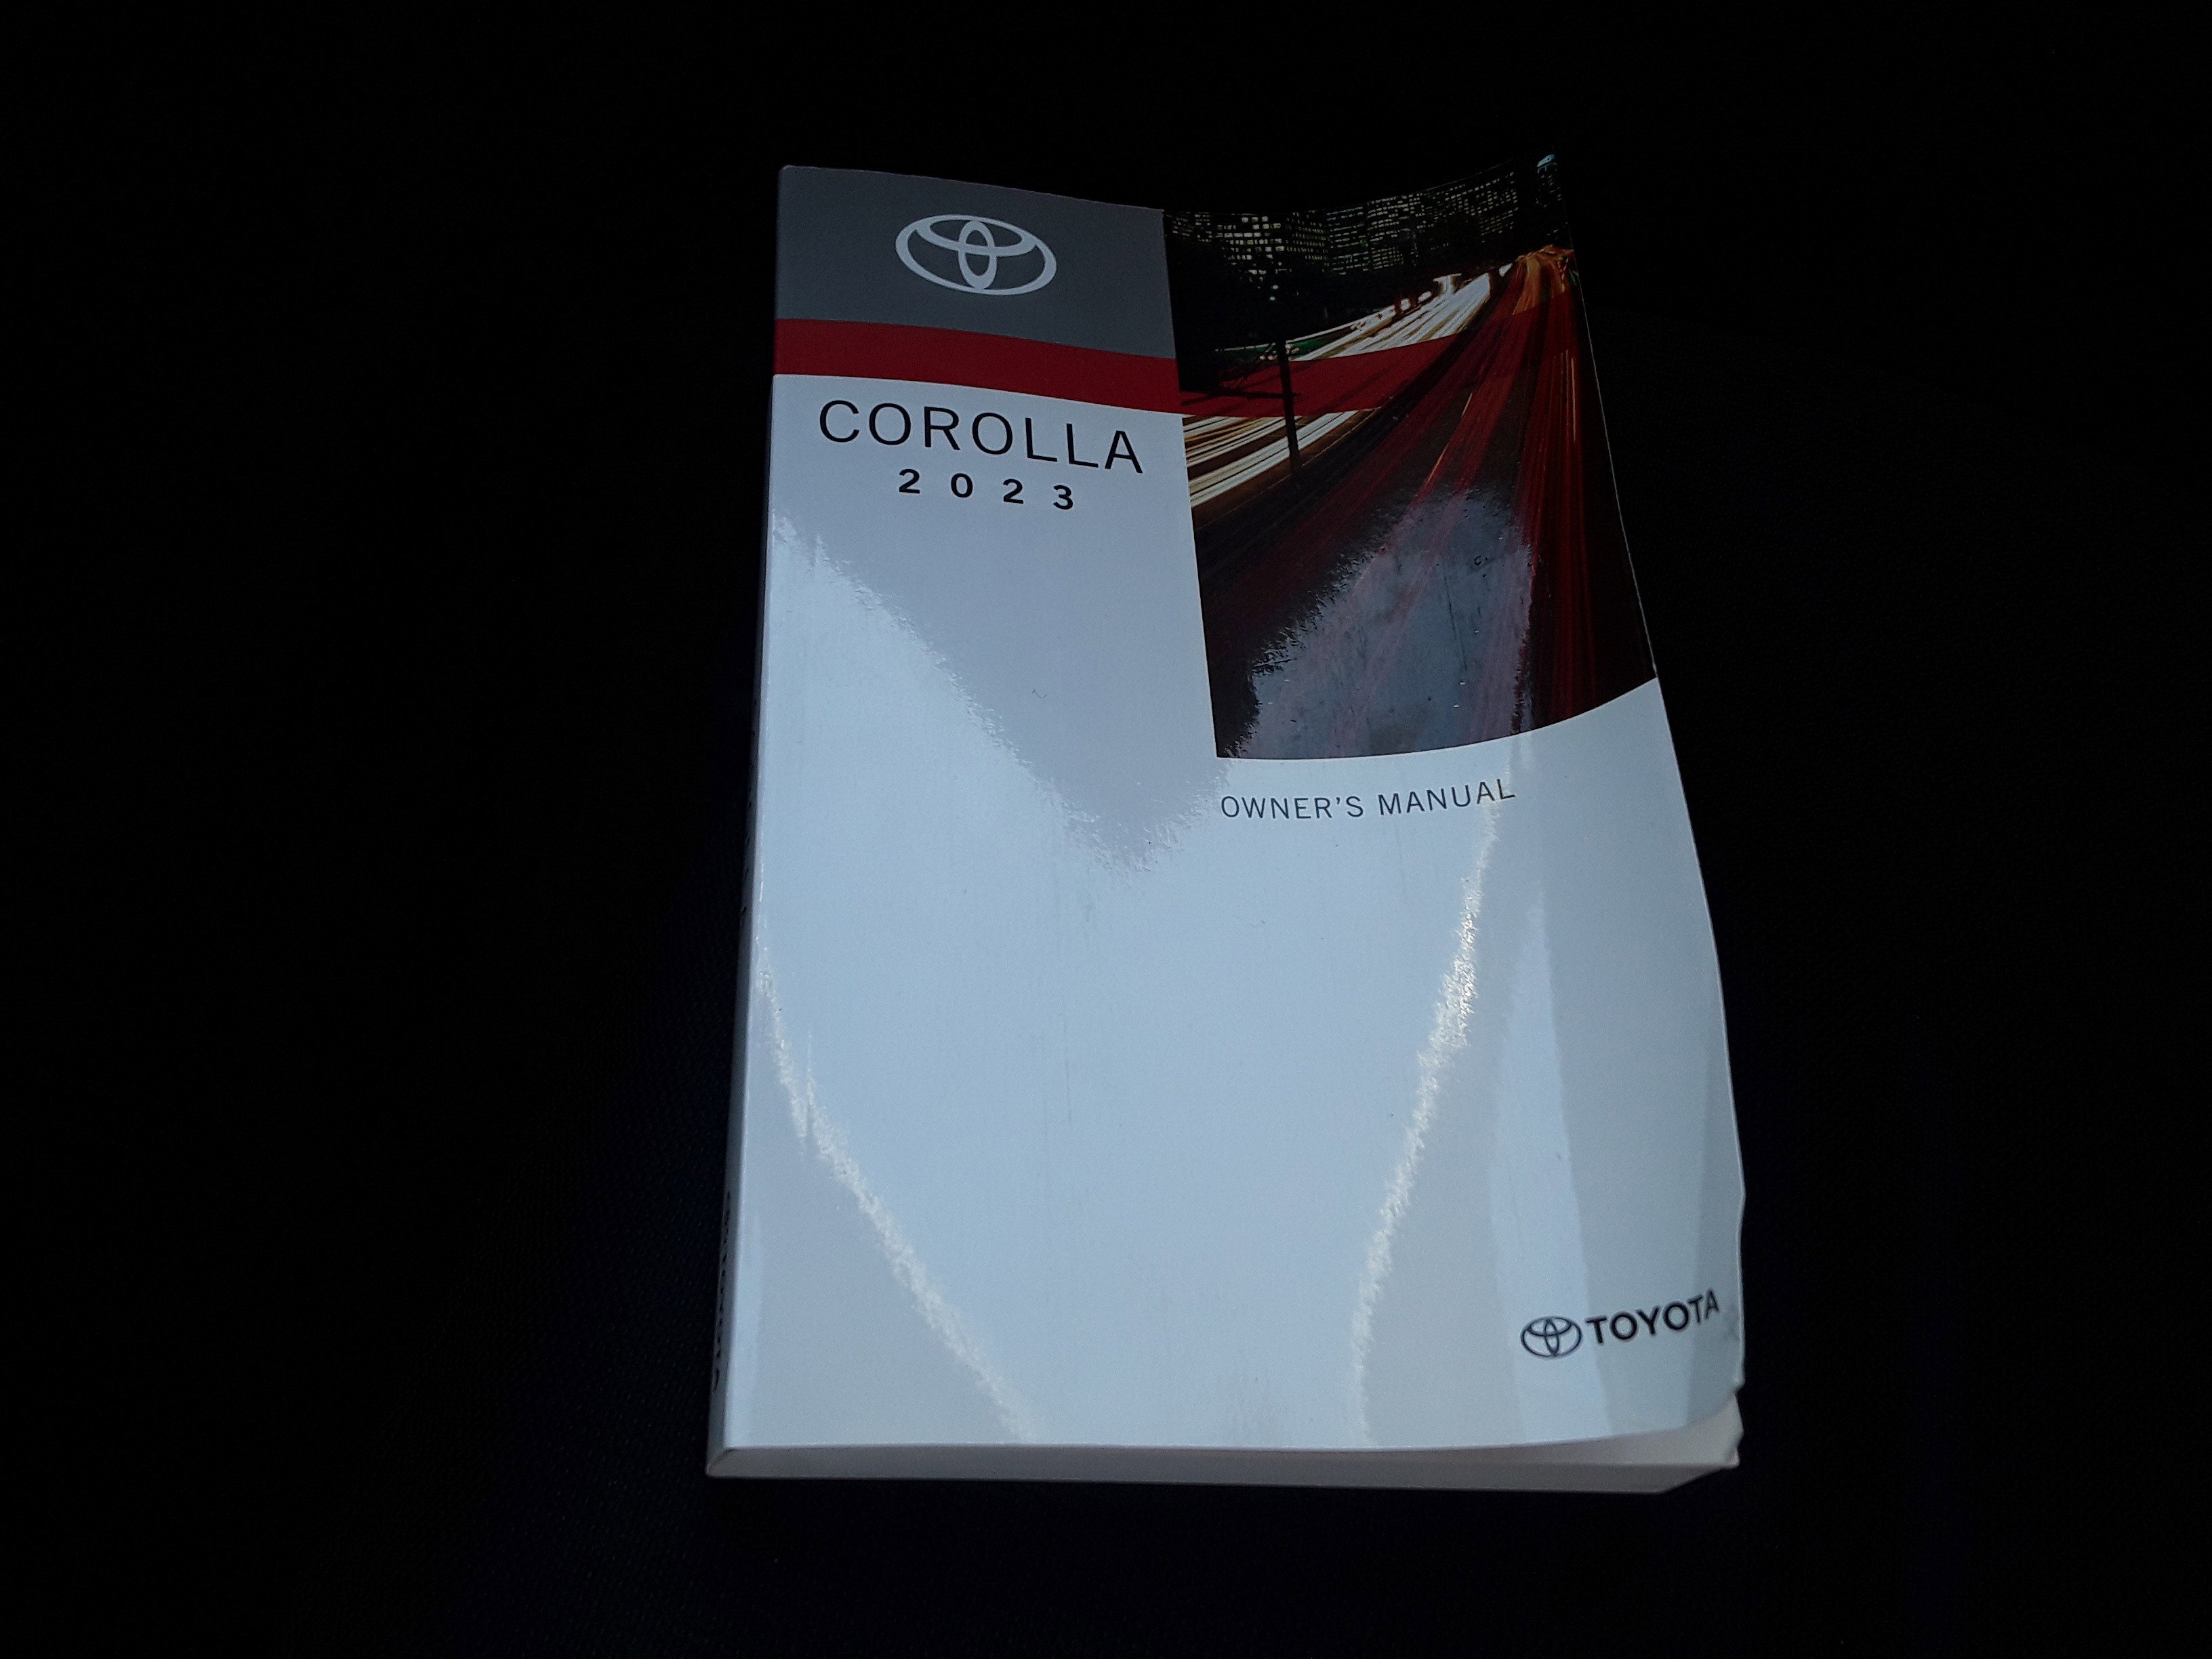 COROLLA
2023
OWNER'S MANUAL
TOYOTA